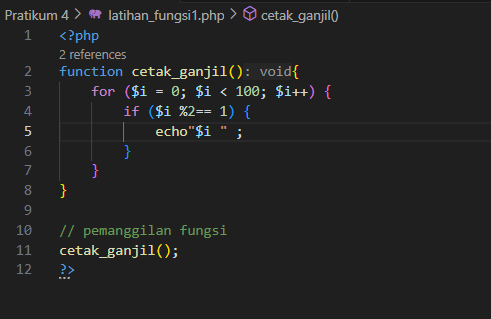 Pratikum 4 > latihan_fungsi1.php > cetak_ganjil()
1 <?php
2 references
2 function cetak_ganjil(): void{
3 for ($i = 0; $i < 100; $i++) {
4 if ($i %2== 1) {
5 echo"$i " ;
6 }
7 }
8 }
9
10 // pemanggilan fungsi
11 cetak_ganjil();
12 ?>